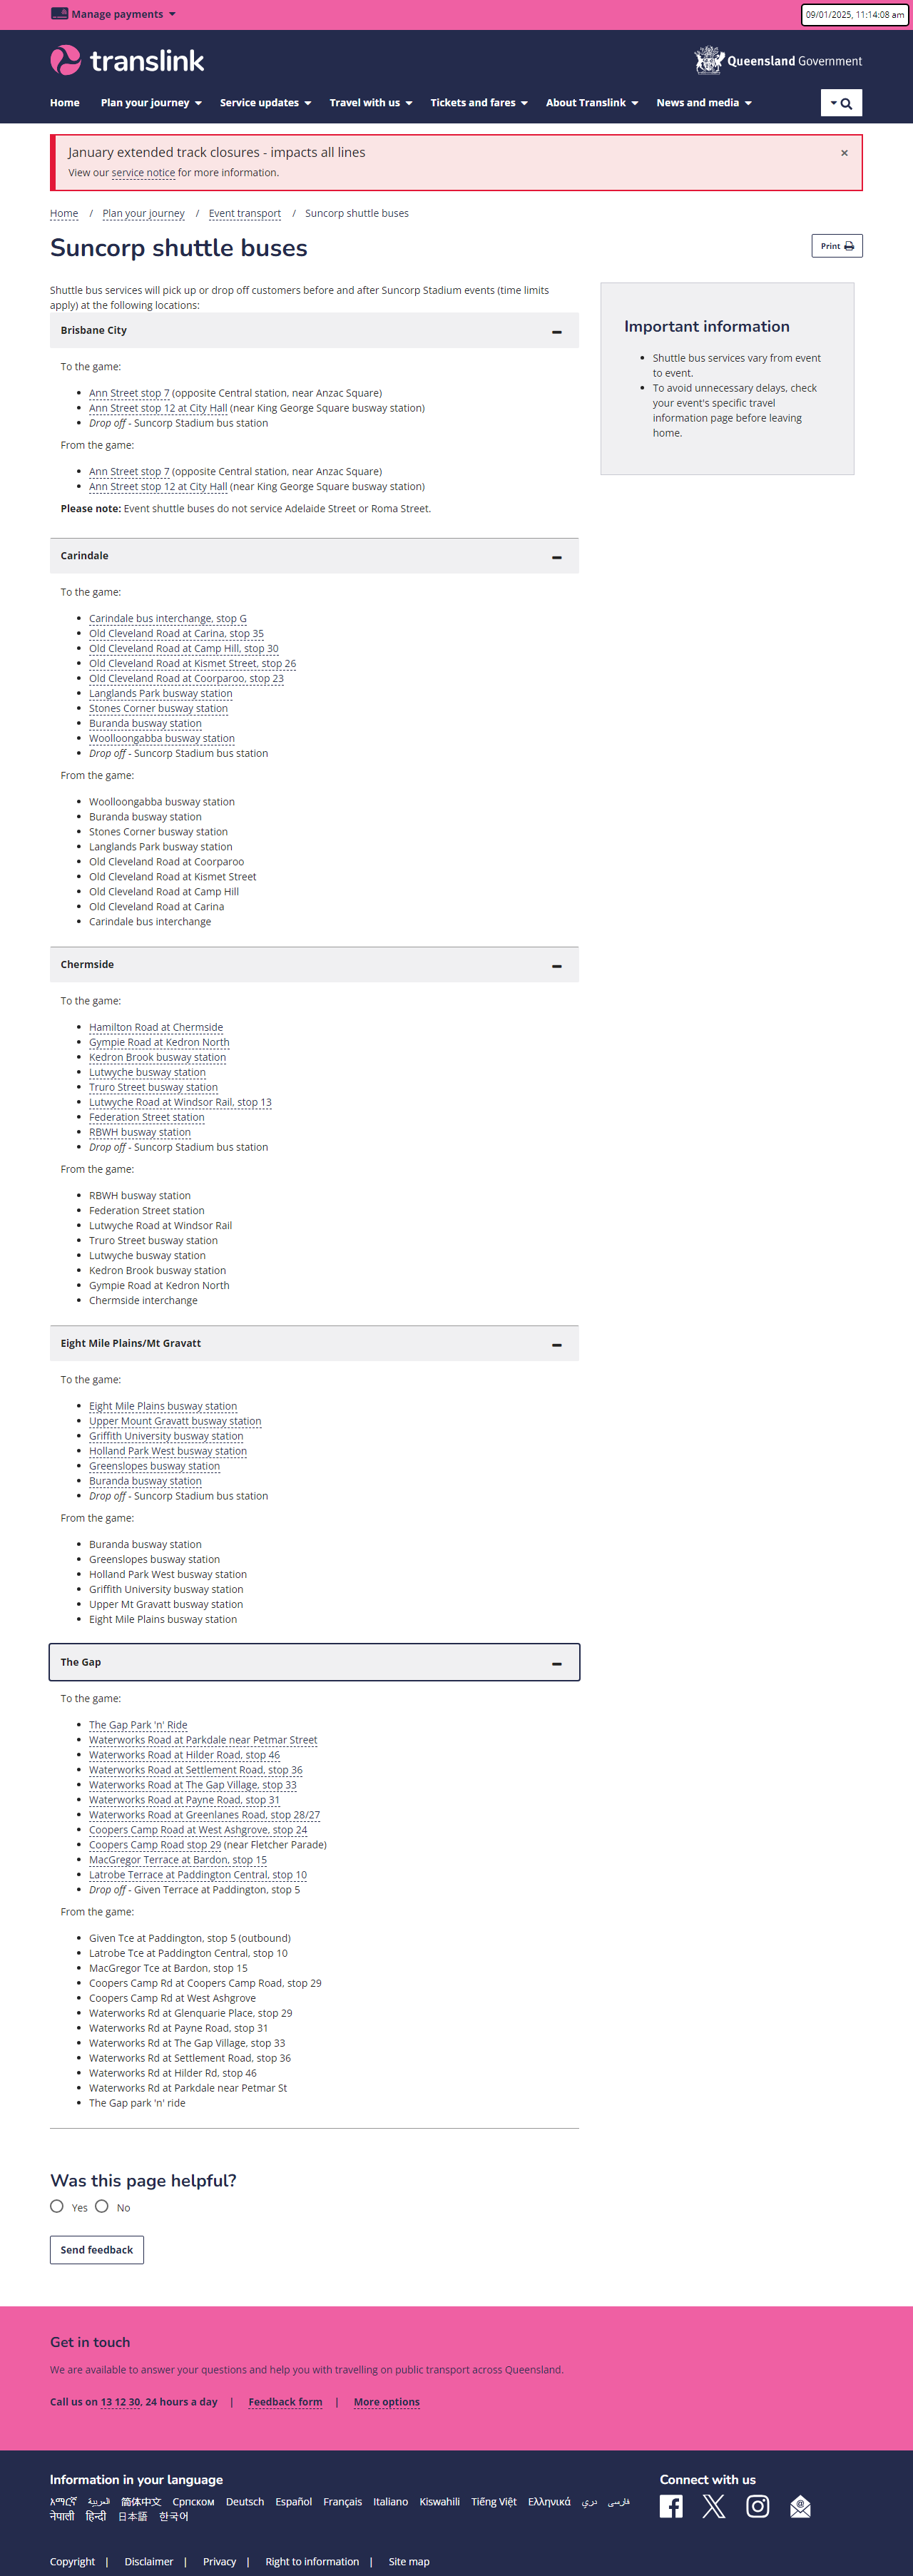 Manage payments
09/01/2025, 11:14:08 am
translink
Queensland Government
Home Plan your journey Service updates Travel with us Tickets and fares About Translink News and media
January extended track closures - impacts all lines ×
View our service notice for more information.
Home / Plan your journey / Event transport / Suncorp shuttle buses
Suncorp shuttle buses
Print
Shuttle bus services will pick up or drop off customers before and after Suncorp Stadium events (time limits
apply) at the following locations:
Important information
Shuttle bus services vary from event
to event.
To avoid unnecessary delays, check
your event's specific travel
information page before leaving
home.
Brisbane City
To the game:
Ann Street stop 7 (opposite Central station, near Anzac Square)
Ann Street stop 12 at City Hall (near King George Square busway station)
Drop off - Suncorp Stadium bus station
From the game:
Ann Street stop 7 (opposite Central station, near Anzac Square)
Ann Street stop 12 at City Hall (near King George Square busway station)
Please note: Event shuttle buses do not service Adelaide Street or Roma Street.
Carindale
To the game:
Carindale bus interchange, stop G
Old Cleveland Road at Carina, stop 35
Old Cleveland Road at Camp Hill, stop 30
Old Cleveland Road at Kismet Street, stop 26
Old Cleveland Road at Coorparoo, stop 23
Langlands Park busway station
Stones Corner busway station
Buranda busway station
Woolloongabba busway station
Drop off - Suncorp Stadium bus station
From the game:
Woolloongabba busway station
Buranda busway station
Stones Corner busway station
Langlands Park busway station
Old Cleveland Road at Coorparoo
Old Cleveland Road at Kismet Street
Old Cleveland Road at Camp Hill
Old Cleveland Road at Carina
Carindale bus interchange
Chermside
To the game:
Hamilton Road at Chermside
Gympie Road at Kedron North
Kedron Brook busway station
Lutwyche busway station
Truro Street busway station
Lutwyche Road at Windsor Rail, stop 13
Federation Street station
RBWH busway station
Drop off - Suncorp Stadium bus station
From the game:
RBWH busway station
Federation Street station
Lutwyche Road at Windsor Rail
Truro Street busway station
Lutwyche busway station
Kedron Brook busway station
Gympie Road at Kedron North
Chermside interchange
Eight Mile Plains/Mt Gravatt
To the game:
Eight Mile Plains busway station
Upper Mount Gravatt busway station
Griffith University busway station
Holland Park West busway station
Greenslopes busway station
Buranda busway station
Drop off - Suncorp Stadium bus station
From the game:
Buranda busway station
Greenslopes busway station
Holland Park West busway station
Griffith University busway station
Upper Mt Gravatt busway station
Eight Mile Plains busway station
The Gap
To the game:
The Gap Park 'n' Ride
Waterworks Road at Parkdale near Petmar Street
Waterworks Road at Hilder Road, stop 46
Waterworks Road at Settlement Road, stop 36
Waterworks Road at The Gap Village, stop 33
Waterworks Road at Payne Road, stop 31
Waterworks Road at Greenlanes Road, stop 28/27
Coopers Camp Road at West Ashgrove, stop 24
Coopers Camp Road stop 29 (near Fletcher Parade)
MacGregor Terrace at Bardon, stop 15
Latrobe Terrace at Paddington Central, stop 10
Drop off - Given Terrace at Paddington, stop 5
From the game:
Given Tce at Paddington, stop 5 (outbound)
Latrobe Tce at Paddington Central, stop 10
MacGregor Tce at Bardon, stop 15
Coopers Camp Rd at Coopers Camp Road, stop 29
Coopers Camp Rd at West Ashgrove
Waterworks Rd at Glenquarie Place, stop 29
Waterworks Rd at Payne Road, stop 31
Waterworks Rd at The Gap Village, stop 33
Waterworks Rd at Settlement Road, stop 36
Waterworks Rd at Hilder Rd, stop 46
Waterworks Rd at Parkdale near Petmar St
The Gap park 'n' ride
Was this page helpful?
Yes No
Send feedback
Get in touch
We are available to answer your questions and help you with travelling on public transport across Queensland.
Call us on 13 12 30, 24 hours a day | Feedback form | More options
Information in your language
Connect with us
አማርኛ العربية 简体中文 Српском Deutsch Español Français Italiano Kiswahili Tiếng Việt Ελληνικά دري فارسی
नेपाली हिन्दी 日本語 한국어
Copyright | Disclaimer | Privacy | Right to information | Site map